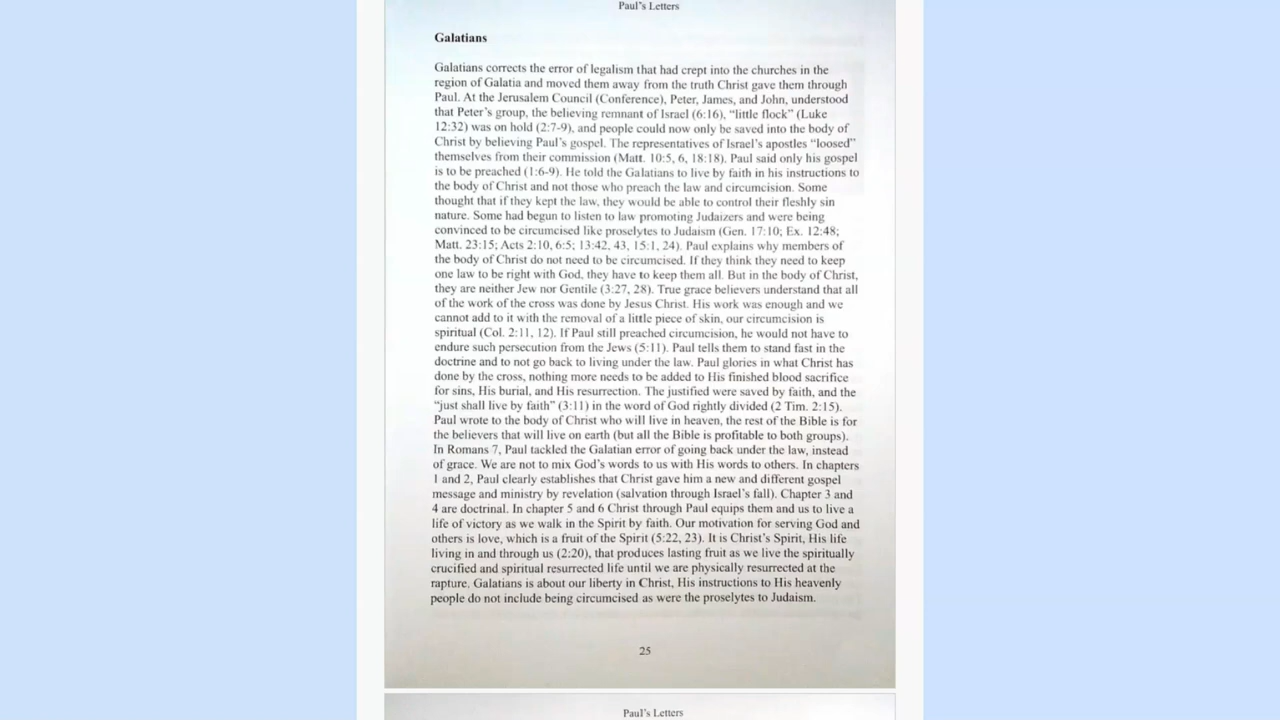 Paul's Letters
Galatians
Galatians corrects the error of legalism that had crept into the churches in the
region of Galatia and moved them away from the truth Christ gave them through
Paul. At the Jerusalem Council (Conference), Peter, James, and John, understood
that Peter's group, the believing remnant of Israel (6:16), “little flock” (Luke
12:32) was on hold (2:7-9), and people could now only be saved into the body of
Christ by believing Paul's gospel. The representatives of Israel's apostles “loosed”
themselves from their commission (Matt. 10:5, 6, 18:18). Paul said only his gospel
is to be preached (1:6-9). He told the Galatians to live by faith in his instructions to
the body of Christ and not those who preach the law and circumcision. Some
thought that if they kept the law, they would be able to control their fleshly sin
nature. Some had begun to listen to law promoting Judaizers and were being
convinced to be circumcised like proselytes to Judaism (Gen. 17:10; Ex. 12:48;
Matt. 23:15; Acts 2:10, 6:5; 13:42, 43, 15:1, 24). Paul explains why members of
the body of Christ do not need to be circumcised. If they think they need to keep
one law to be right with God, they have to keep them all. But in the body of Christ,
they are neither Jew nor Gentile (3:27, 28). True grace believers understand that all
of the work of the cross was done by Jesus Christ. His work was enough and we
cannot add to it with the removal of a little piece of skin, our circumcision is
spiritual (Col. 2:11, 12). If Paul still preached circumcision, he would not have to
endure such persecution from the Jews (5:11). Paul tells them to stand fast in the
doctrine and to not go back to living under the law. Paul glories in what Christ has
done by the cross, nothing more needs to be added to His finished blood sacrifice
for sins, His burial, and His resurrection. The justified were saved by faith, and the
“just shall live by faith” (3:11) in the word of God rightly divided (2 Tim. 2:15).
Paul wrote to the body of Christ who will live in heaven, the rest of the Bible is for
the believers that will live on earth (but all the Bible is profitable to both groups).
In Romans 7, Paul tackled the Galatian error of going back under the law, instead
of grace. We are not to mix God's words to us with His words to others. In chapters
1 and 2, Paul clearly establishes that Christ gave him a new and different gospel
message and ministry by revelation (salvation through Israel's fall). Chapter 3 and
4 are doctrinal. In chapter 5 and 6 Christ through Paul equips them and us to live a
life of victory as we walk in the Spirit by faith. Our motivation for serving God and
others is love, which is a fruit of the Spirit (5:22, 23). It is Christ's Spirit, His life
living in and through us (2:20), that produces lasting fruit as we live the spiritually
crucified and spiritual resurrected life until we are physically resurrected at the
rapture. Galatians is about our liberty in Christ, His instructions to His heavenly
people do not include being circumcised as were the proselytes to Judaism.
25
Paul's Letters